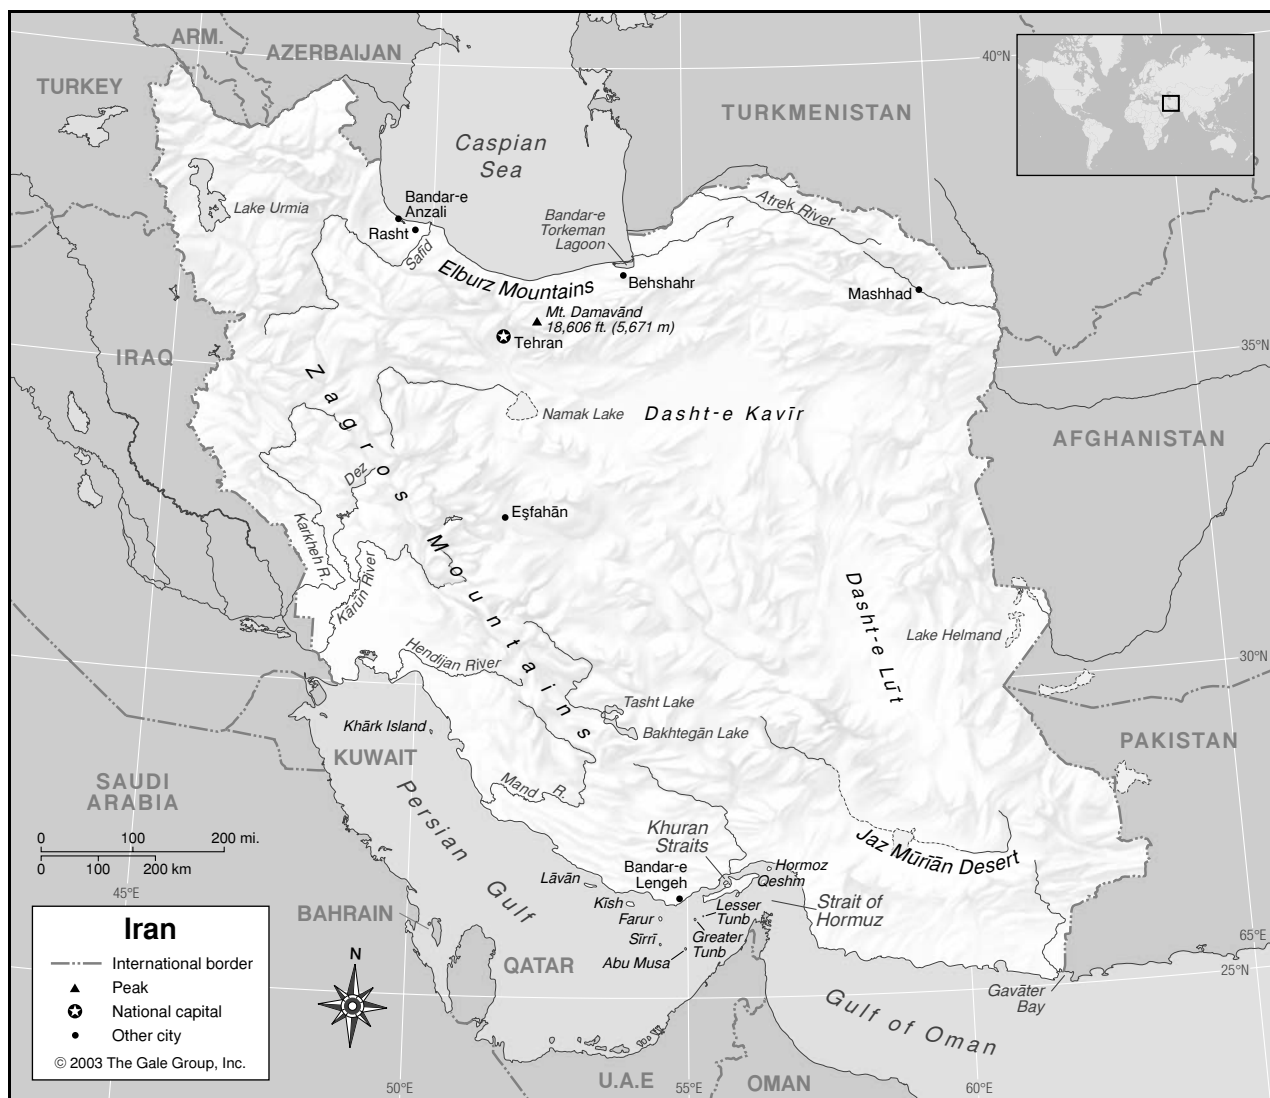 ARM.
AZERBAIJAN
TURKEY
40°N
TURKMENISTAN
Caspian
Sea
Lake Urmia
Bandar-e
Anzali
Rasht
Safid
Bandar-e
Torkeman
Lagoon
Atrek River
Elburz Mountains
Behshahr
Mashhad
Mt. Damavānd
18,606 ft. (5,671 m)
Tehran
35°N
IRAQ
Zagros Mountains
Namak Lake
Dasht-e Kavīr
AFGHANISTAN
Dez
Eşfahān
Karkheh R.
Kārūn River
Dasht-e Lūt
Lake Helmand
Hendijan River
30°N
Tasht Lake
Bakhtegān Lake
Khārk Island
KUWAIT
PAKISTAN
SAUDI
ARABIA
Persian Gulf
Mand R.
0 100 200 mi.
0 100 200 km
Khuran
Straits
Jaz Mūrīān Desert
Bandar-e
Lengeh
Hormoz
Qeshm
Lāvān
45°E
Kīsh
Lesser
Tunb
Strait of
Hormuz
Farur
BAHRAIN
Sīrrī
Greater
Tunb
Abu Musa
QATAR
65°E
25°N
Gavāter
Bay
Gulf of Oman
Iran
International border
Peak
National capital
Other city
© 2003 The Gale Group, Inc.
N
50°E
U.A.E
55°E
OMAN
60°E